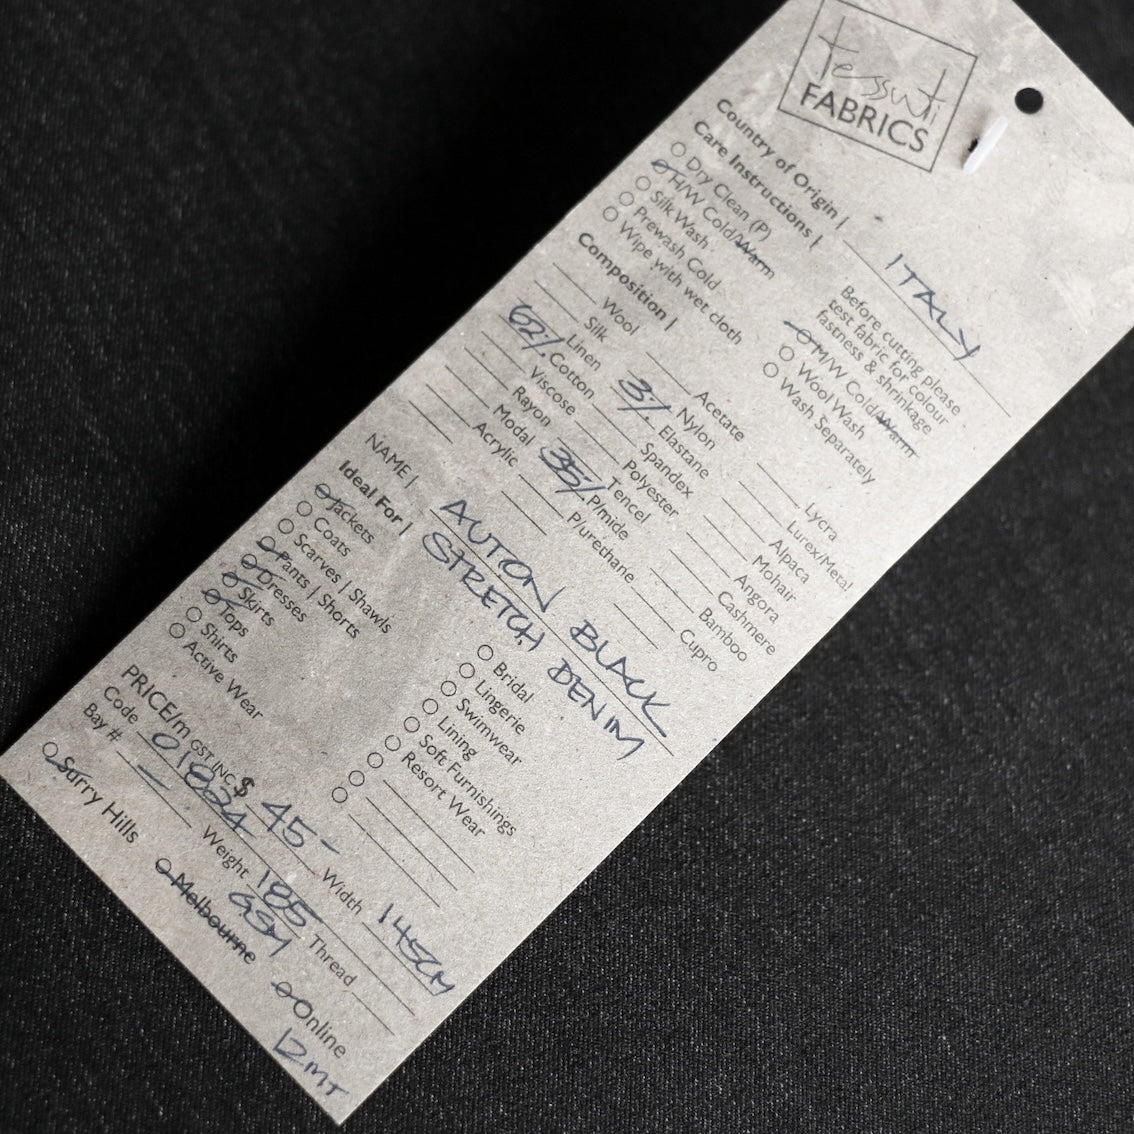 tessuti
FABRICS
Country of Origin | ITALY
Care Instructions |
Dry Clean (P)
H/W Cold/Warm
Silk Wash
Prewash Cold
Wipe with wet cloth
Before cutting please
test fabric for colour
fastness & shrinkage
M/W Cold/Warm
Wool Wash
Wash Separately
Composition |
Wool
Silk
Linen
62% Cotton
Viscose
Rayon
Modal
Acrylic
Acetate
Nylon
3% Elastane
Spandex
Polyester
Tencel
35% P/mide
P/urethane
Lycra
Lurex/Metal
Alpaca
Mohair
Angora
Cashmere
Bamboo
Cupro
NAME | AUTON BLACK
STRETCH DENIM
Ideal For |
Jackets
Coats
Scarves | Shawls
Pants | Shorts
Dresses
Skirts
Tops
Shirts
Active Wear
Bridal
Lingerie
Swimwear
Lining
Soft Furnishings
Resort Wear
PRICE/m GST INC. $ 45-
Code 01824 Width 145CM
Bay # — Weight 185 GSM Thread
Surry Hills Melbourne Online
12MT